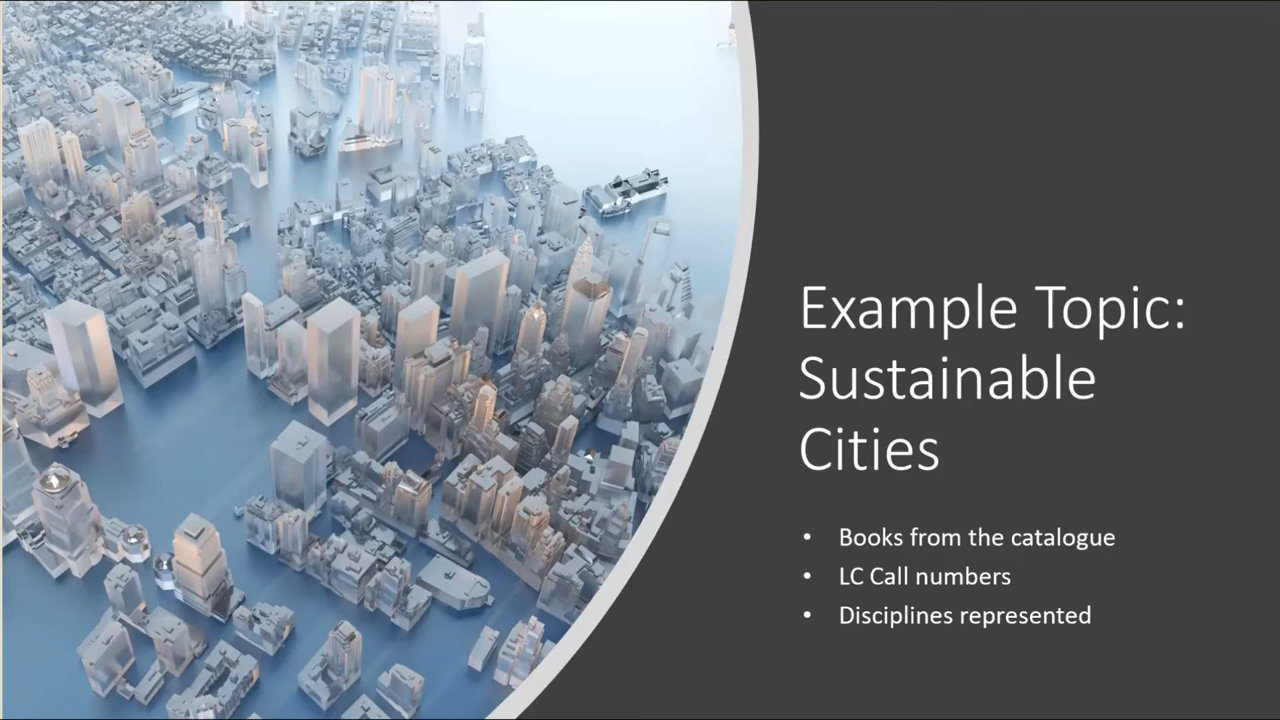 Example Topic:
Sustainable
Cities
• Books from the catalogue
• LC Call numbers
• Disciplines represented